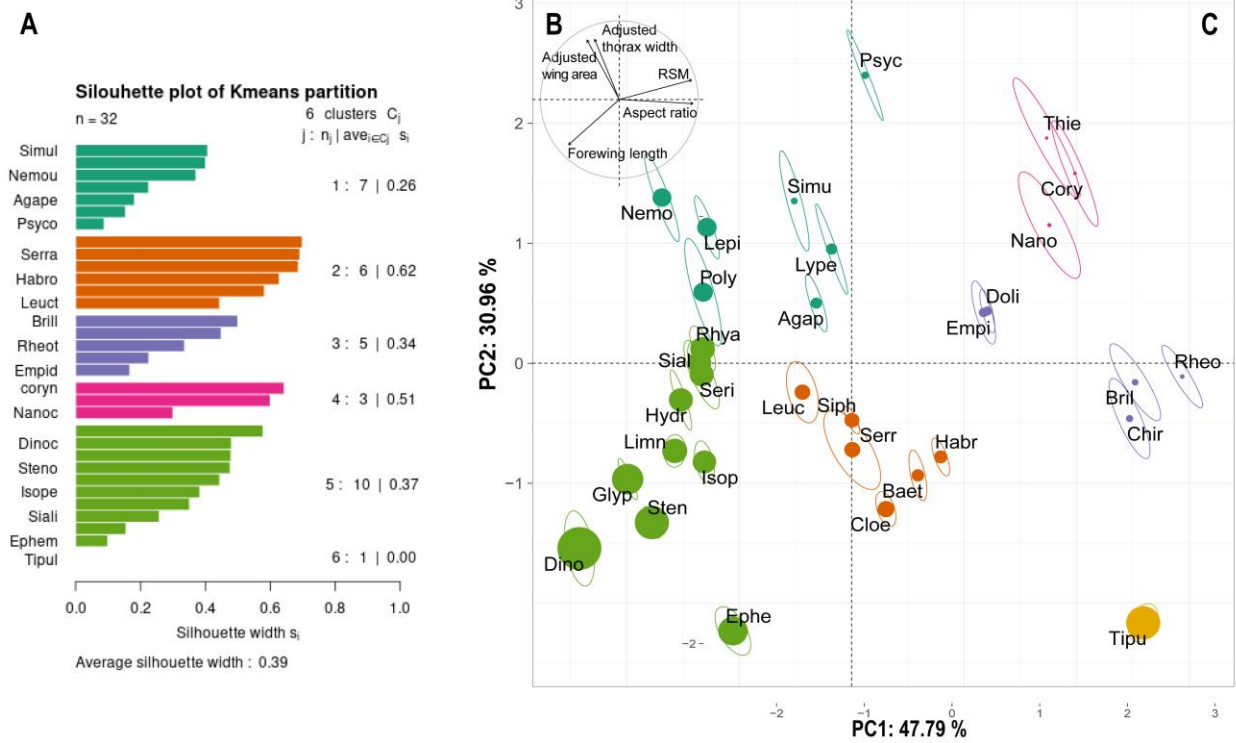 A
Silouhette plot of Kmeans partition
n = 32
6 clusters Cj
j : nj | avei∈Cj si
Simul
Nemou
Agape
Psyco
1 : 7 | 0.26
Serra
Habro
Leuct
2 : 6 | 0.62
Brill
Rheot
Empid
3 : 5 | 0.34
coryn
Nanoc
4 : 3 | 0.51
Dinoc
Steno
Isope
Siali
Ephem
5 : 10 | 0.37
Tipul
6 : 1 | 0.00
0.0 0.2 0.4 0.6 0.8 1.0
Silhouette width si
Average silhouette width : 0.39
B
Adjusted
thorax width
Adjusted
wing area
RSM
Aspect ratio
Forewing length
C
3
2
1
0
−1
−2
PC2: 30.96 %
Psyc
Thie
Cory
Nano
Simu
Nemo
Lepi
Lype
Poly
Agap
Doli
Empi
Rhya
Sial
Seri
Rheo
Hydr
Leuc
Siph
Bril
Chir
Limn
Serr
Habr
Isop
Glyp
Baet
Sten
Cloe
Dino
Ephe
Tipu
−2 −1 0 1 2 3
PC1: 47.79 %